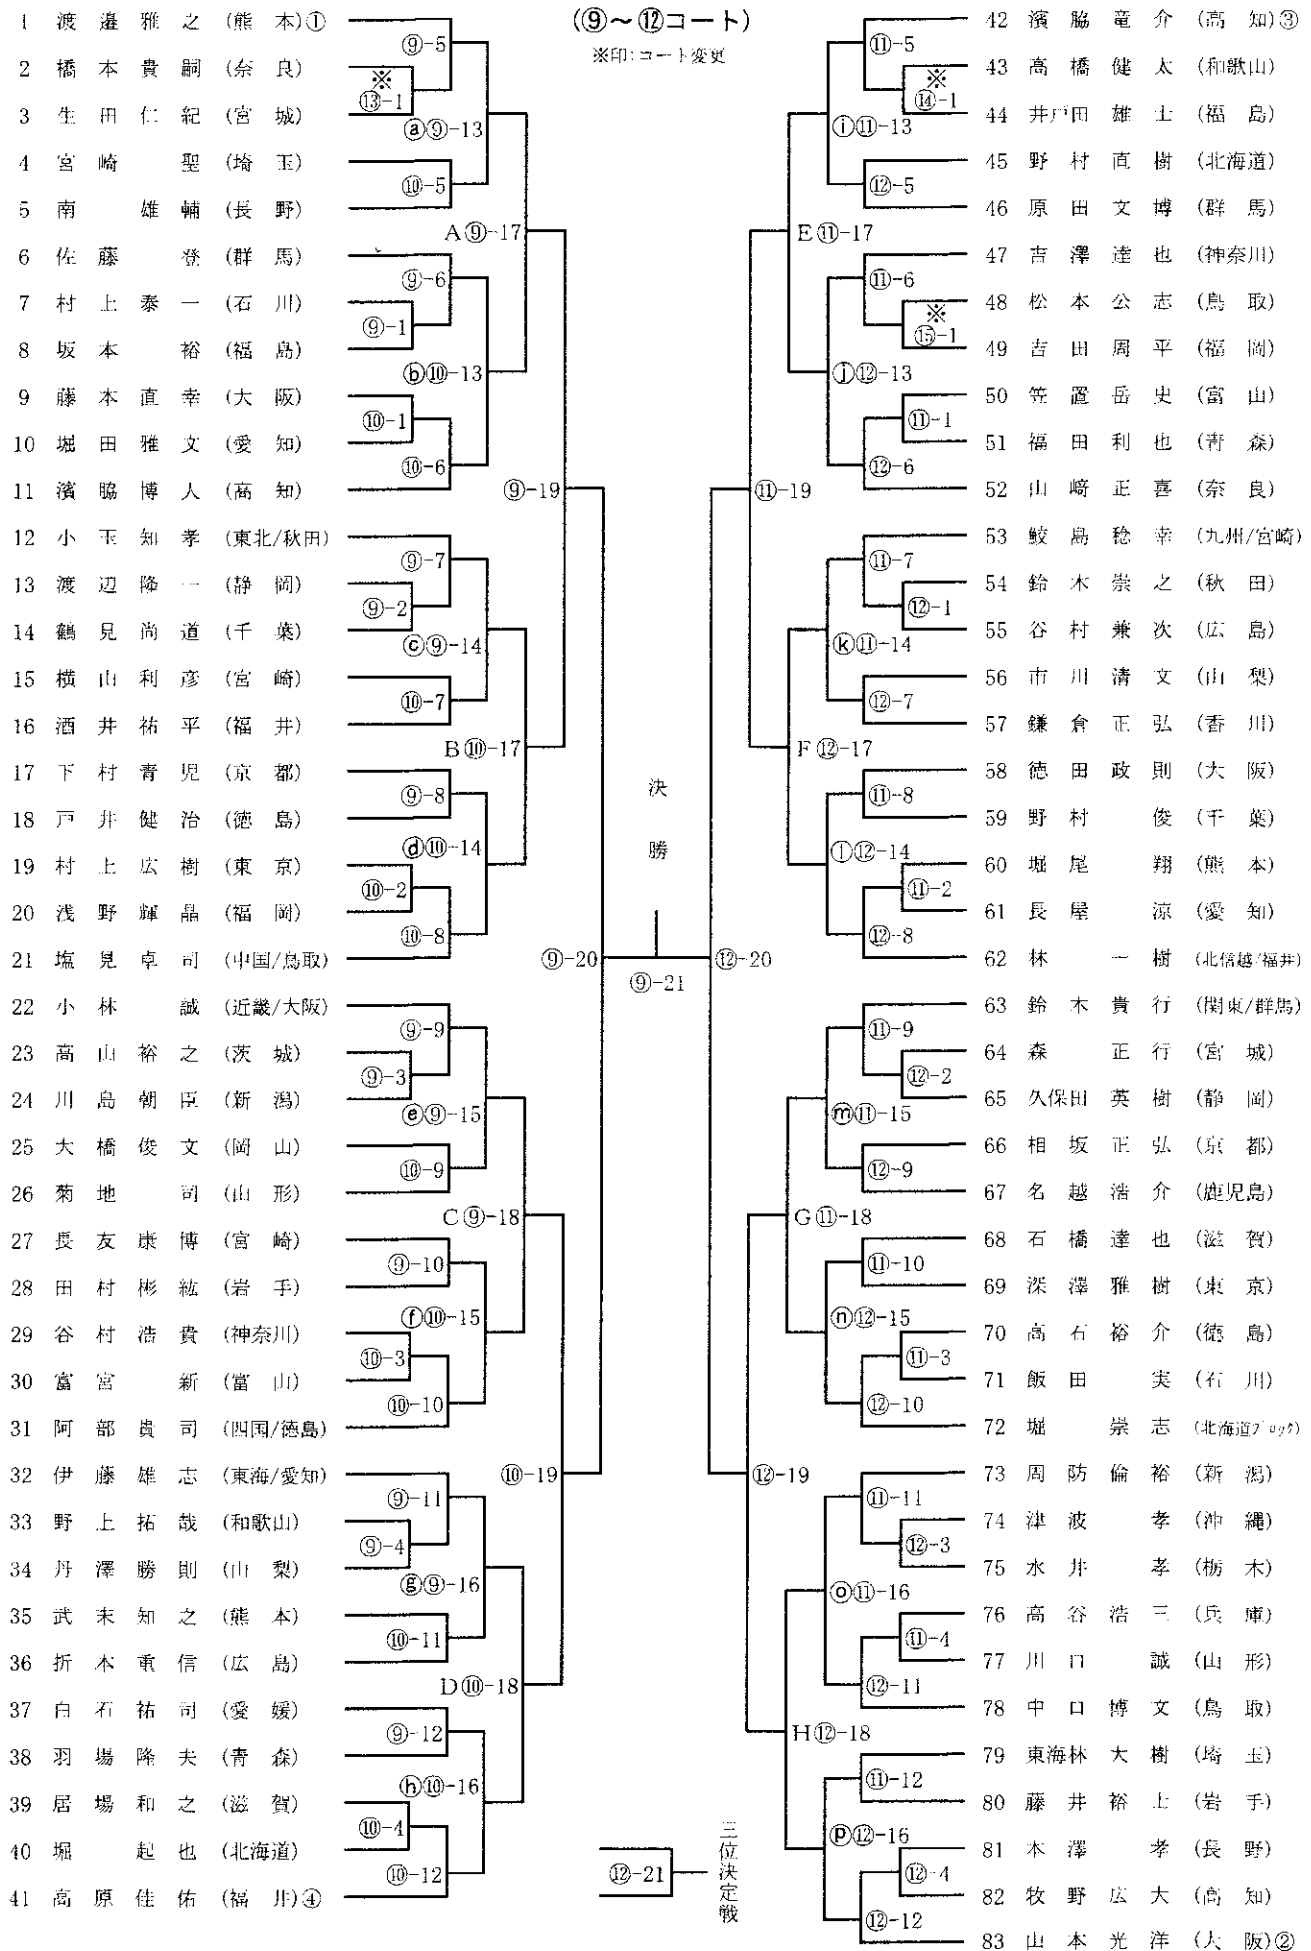 (⑨～⑫コート)
※印:コート変更
1 渡邉雅之 (熊本)①
2 橋本貴嗣 (奈良)
3 生田仁紀 (宮城)
4 宮崎聖 (埼玉)
5 南雄輔 (長野)
6 佐藤登 (群馬)
7 村上泰一 (石川)
8 坂本裕 (福島)
9 藤本直幸 (大阪)
10 堀田雅文 (愛知)
11 濱脇博人 (高知)
12 小玉知孝 (東北/秋田)
13 渡辺隆一 (静岡)
14 鶴見尚道 (千葉)
15 横山利彦 (宮崎)
16 酒井祐平 (福井)
17 下村青児 (京都)
18 戸井健治 (徳島)
19 村上広樹 (東京)
20 浅野輝晶 (福岡)
21 塩見卓司 (中国/鳥取)
22 小林誠 (近畿/大阪)
23 高山裕之 (茨城)
24 川島朝臣 (新潟)
25 大橋俊文 (岡山)
26 菊地司 (山形)
27 長友康博 (宮崎)
28 田村彬紘 (岩手)
29 谷村浩貴 (神奈川)
30 富宮新 (富山)
31 阿部貴司 (四国/徳島)
32 伊藤雄志 (東海/愛知)
33 野上拓哉 (和歌山)
34 丹澤勝則 (山梨)
35 武末知之 (熊本)
36 折本重信 (広島)
37 白石祐司 (愛媛)
38 羽場隆夫 (青森)
39 居場和之 (滋賀)
40 堀起也 (北海道)
41 高原佳佑 (福井)④
⑨-5
※
⑬-1
ⓐ⑨-13
⑩-5
A⑨-17
⑨-6
⑨-1
ⓑ⑩-13
⑩-1
⑩-6
⑨-19
⑨-7
⑨-2
ⓒ⑨-14
⑩-7
B⑩-17
⑨-8
ⓓ⑩-14
⑩-2
⑩-8
⑨-20
⑨-9
⑨-3
ⓔ⑨-15
⑩-9
C⑨-18
⑨-10
ⓕ⑩-15
⑩-3
⑩-10
⑩-19
⑨-11
⑨-4
ⓖ⑨-16
⑩-11
D⑩-18
⑨-12
ⓗ⑩-16
⑩-4
⑩-12
決勝
⑨-21
三位決定戦
⑫-21
42 濱脇竜介 (高知)③
43 高橋健太 (和歌山)
44 井戸田雄士 (福島)
45 野村直樹 (北海道)
46 原田文博 (群馬)
47 吉澤達也 (神奈川)
48 松本公志 (鳥取)
49 吉田周平 (福岡)
50 笠置岳史 (富山)
51 福田利也 (青森)
52 山﨑正喜 (奈良)
53 鮫島稔幸 (九州/宮崎)
54 鈴木崇之 (秋田)
55 谷村兼次 (広島)
56 市川清文 (山梨)
57 鎌倉正弘 (香川)
58 徳田政則 (大阪)
59 野村俊 (千葉)
60 堀尾翔 (熊本)
61 長屋涼 (愛知)
62 林一樹 (北信越/福井)
63 鈴木貴行 (関東/群馬)
64 森正行 (宮城)
65 久保田英樹 (静岡)
66 相坂正弘 (京都)
67 名越浩介 (鹿児島)
68 石橋達也 (滋賀)
69 深澤雅樹 (東京)
70 高石裕介 (徳島)
71 飯田実 (石川)
72 堀崇志 (北海道ブロック)
73 周防倫裕 (新潟)
74 津波孝 (沖縄)
75 水井孝 (栃木)
76 高谷浩三 (兵庫)
77 川口誠 (山形)
78 中口博文 (鳥取)
79 東海林大樹 (埼玉)
80 藤井裕士 (岩手)
81 本澤孝 (長野)
82 牧野広大 (高知)
83 山本光洋 (大阪)②
⑪-5
※
⑭-1
ⓘ⑪-13
⑫-5
E⑪-17
⑪-6
※
⑮-1
ⓙ⑫-13
⑪-1
⑫-6
⑪-19
⑪-7
⑫-1
ⓚ⑪-14
⑫-7
F⑫-17
⑪-8
ⓛ⑫-14
⑪-2
⑫-8
⑫-20
⑪-9
⑫-2
ⓜ⑪-15
⑫-9
G⑪-18
⑪-10
ⓝ⑫-15
⑪-3
⑫-10
⑫-19
⑪-11
⑫-3
ⓞ⑪-16
⑪-4
⑫-11
H⑫-18
⑪-12
ⓟ⑫-16
⑫-4
⑫-12